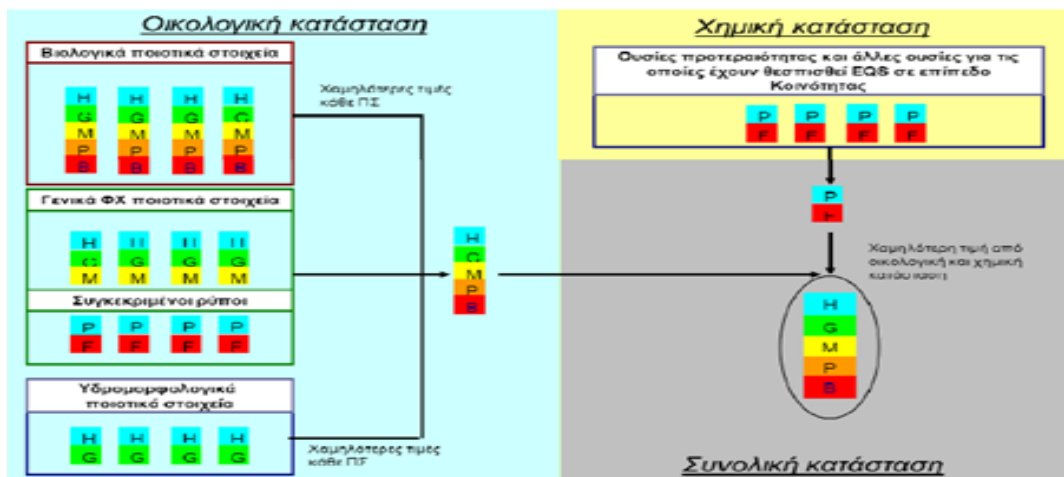 Οικολογική κατάσταση
Βιολογικά ποιοτικά στοιχεία
H H H H
G G G G
M M M M
P P P P
B B B B
Χαμηλότερες τιμές
κάθε ΠΣ
Γενικά ΦΧ ποιοτικά στοιχεία
H H H H
G G G G
M M M M
Συγκεκριμένοι ρύποι
P P P P
F F F F
Υδρομορφολογικά
ποιοτικά στοιχεία
H H H H
G G G G
Χαμηλότερες τιμές
κάθε ΠΣ
H
G
M
P
B
Χημική κατάσταση
Ουσίες προτεραιότητας και άλλες ουσίες για τις
οποίες έχουν θεσπισθεί EQS σε επίπεδο
Κοινότητας
P P P P
F F F F
P
F
Χαμηλότερη τιμή από
οικολογική και χημική
κατάσταση
H
G
M
P
B
Συνολική κατάσταση